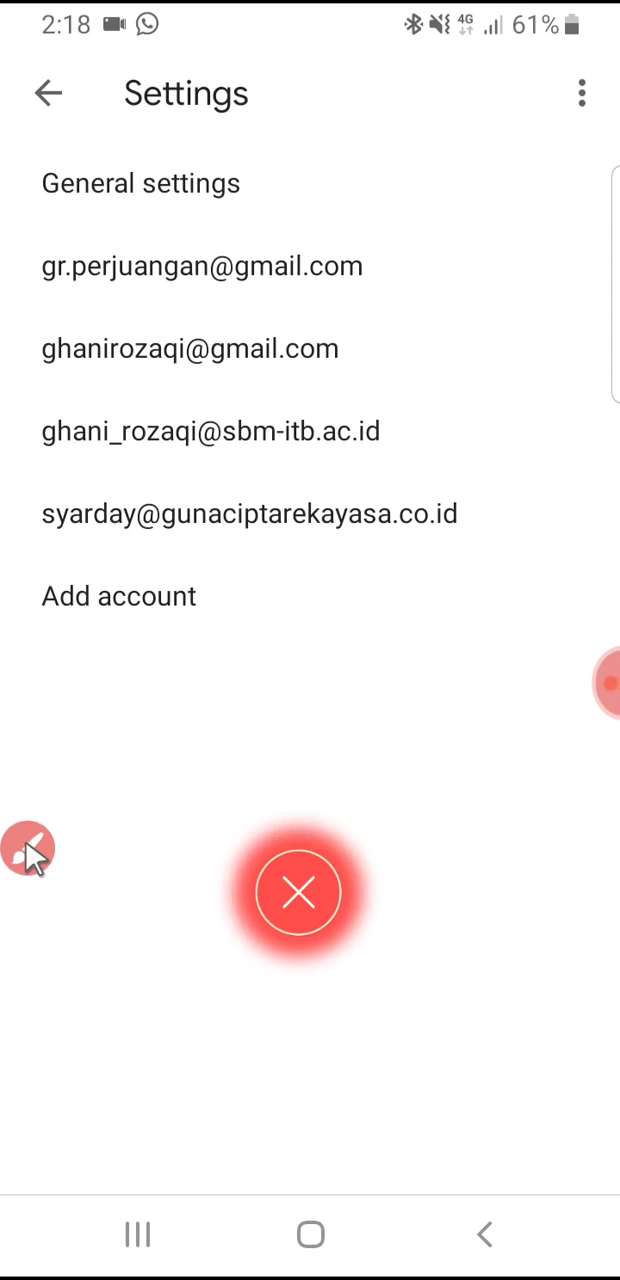 2:18 4G 61%
Settings
General settings
gr.perjuangan@gmail.com
ghanirozaqi@gmail.com
ghani_rozaqi@sbm-itb.ac.id
syarday@gunaciptarekayasa.co.id
Add account